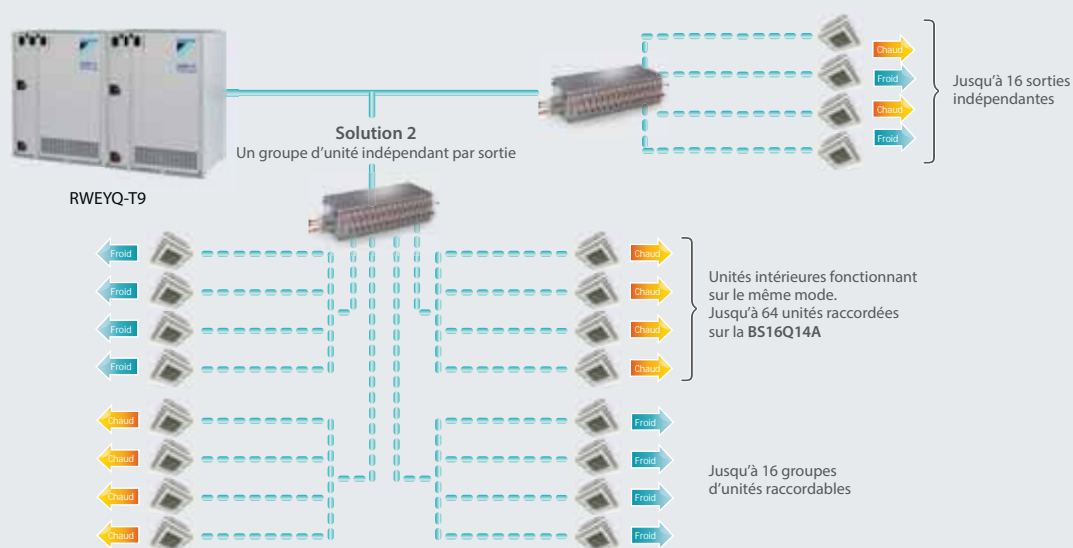 Chaud
Froid
Chaud
Froid
Jusqu'à 16 sorties
indépendantes
Solution 2
Un groupe d'unité indépendant par sortie
RWEYQ-T9
Froid
Froid
Froid
Froid
Chaud
Chaud
Chaud
Chaud
Unités intérieures fonctionnant
sur le même mode.
Jusqu'à 64 unités raccordées
sur la BS16Q14A
Chaud
Chaud
Chaud
Chaud
Froid
Froid
Froid
Froid
Jusqu'à 16 groupes
d'unités raccordables